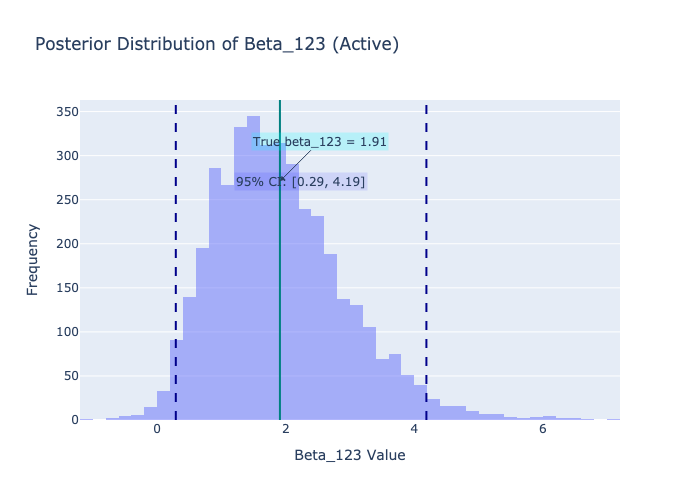 Posterior Distribution of Beta_123 (Active)
350
300
250
200
150
100
50
0
Frequency
True beta_123 = 1.91
95% CI: [0.29, 4.19]
0
2
4
6
Beta_123 Value